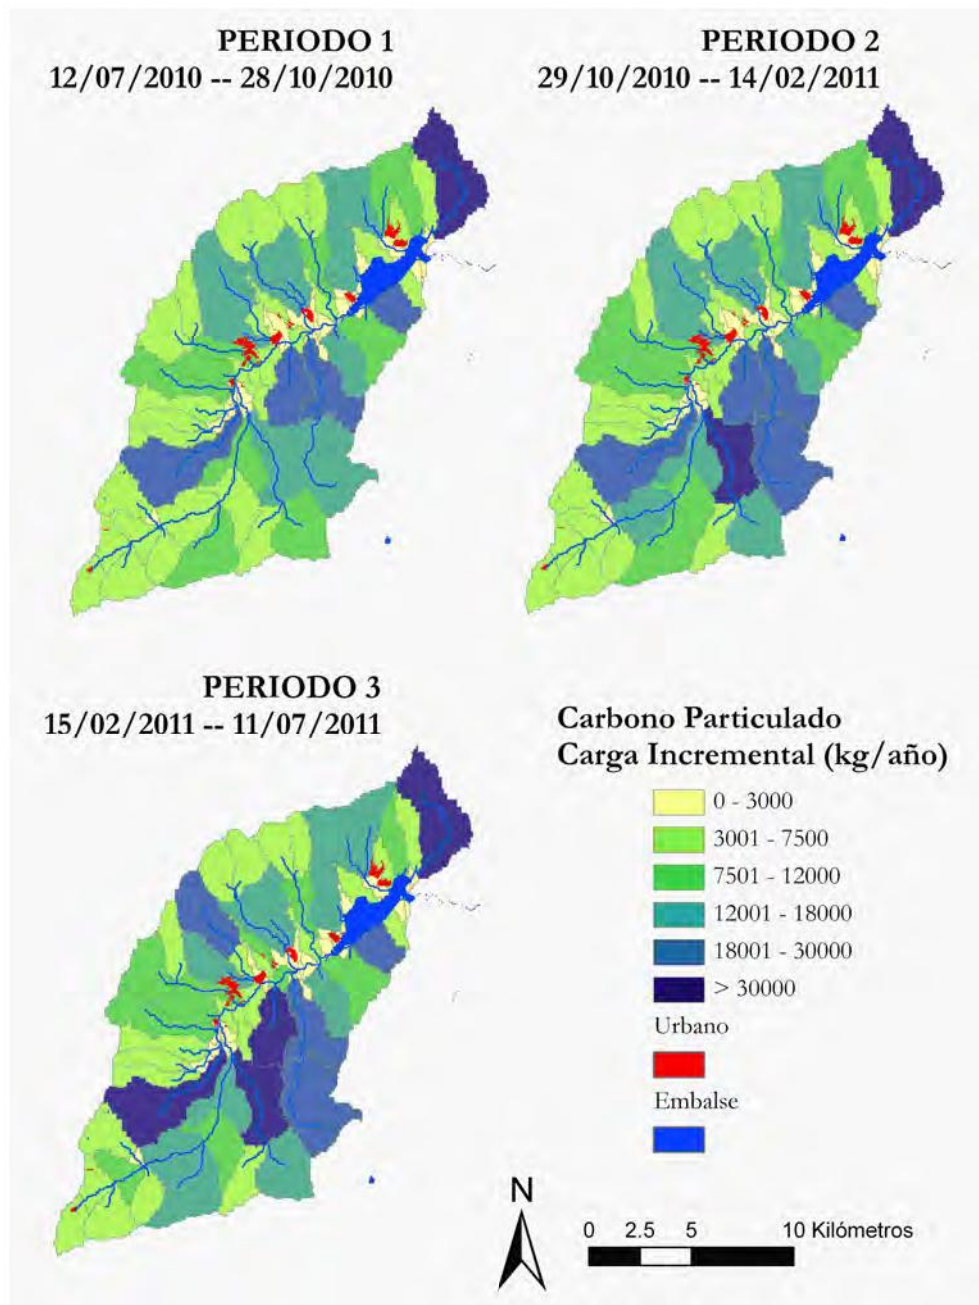 PERIODO 1
12/07/2010 -- 28/10/2010
PERIODO 2
29/10/2010 -- 14/02/2011
PERIODO 3
15/02/2011 -- 11/07/2011
Carbono Particulado
Carga Incremental (kg/año)
0 - 3000
3001 - 7500
7501 - 12000
12001 - 18000
18001 - 30000
> 30000
Urbano
Embalse
N
0 2.5 5 10 Kilómetros